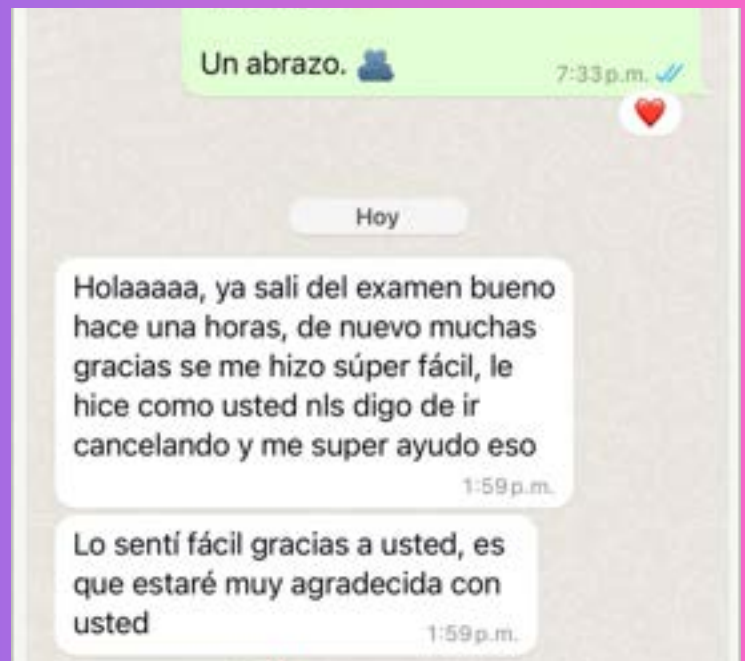 Un abrazo.
7:33 p.m.
Hoy
Holaaaaa, ya sali del examen bueno
hace una horas, de nuevo muchas
gracias se me hizo súper fácil, le
hice como usted nls digo de ir
cancelando y me super ayudo eso
1:59 p.m.
Lo sentí fácil gracias a usted, es
que estaré muy agradecida con
usted
1:59 p.m.